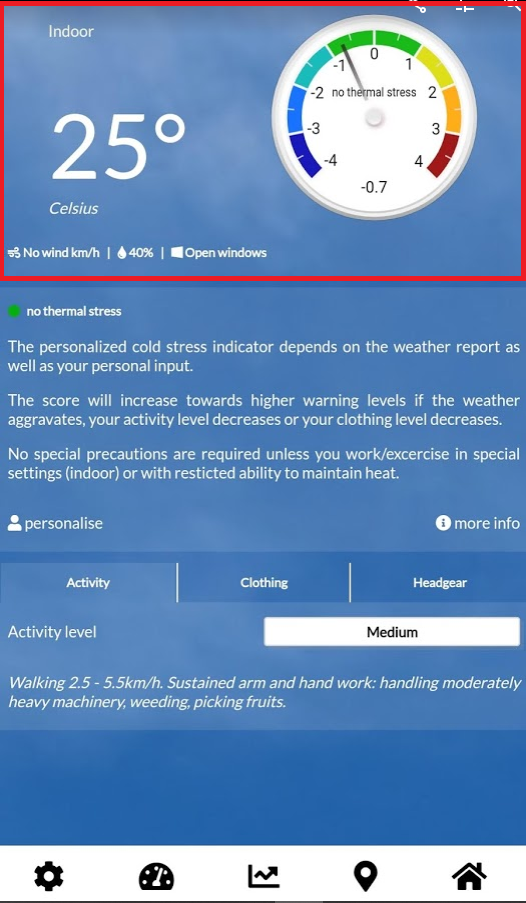 Indoor
25°
Celsius
-4
-3
-2
-1
0
1
2
3
4
no thermal stress
-0.7
No wind km/h | 40% | Open windows
no thermal stress
The personalized cold stress indicator depends on the weather report as
well as your personal input.
The score will increase towards higher warning levels if the weather
aggravates, your activity level decreases or your clothing level decreases.
No special precautions are required unless you work/excercise in special
settings (indoor) or with resticted ability to maintain heat.
personalise
more info
Activity
Clothing
Headgear
Activity level
Medium
Walking 2.5 - 5.5km/h. Sustained arm and hand work: handling moderately
heavy machinery, weeding, picking fruits.